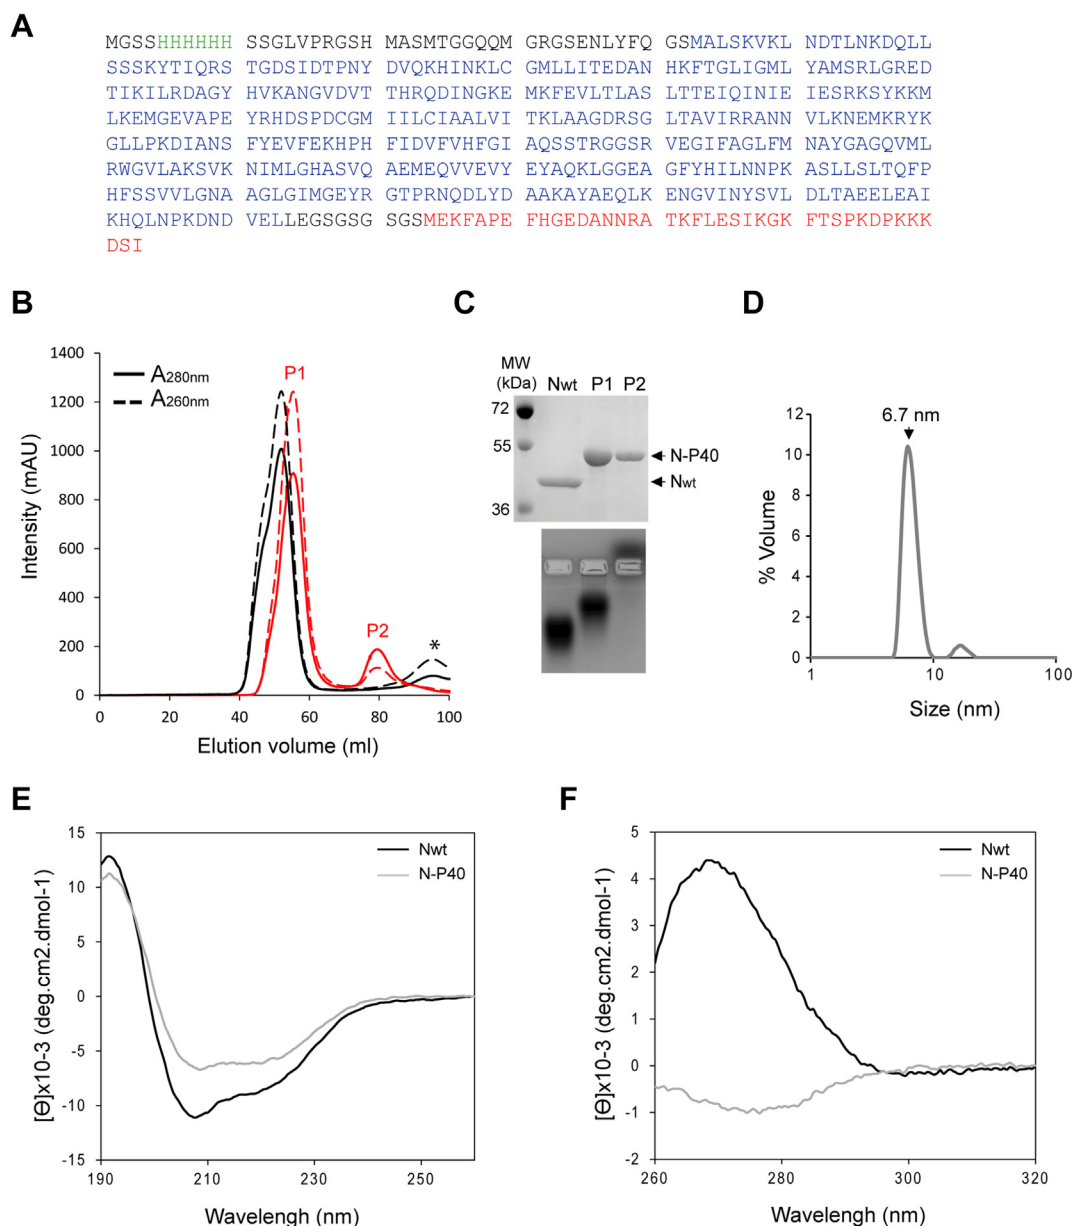 A
MGSSHHHHHH SSGLVPRGSH MASMTGGQQM GRGSENLYFQ GSMALSKVKL NDTLNKDQLL
SSSKYTIQRS TGDSIDTPNY DVQKHINKLC GMLLITEDAN HKFTGLIGML YAMSRLGRED
TIKILRDAGY HVKANGVDVT THRQDINGKE MKFEVLTLAS LTTEIQINIE IESRKSYKKM
LKEMGEVAPE YRHDSPDCGM IILCIAALVI TKLAAGDRSG LTAVIRRANN VLKNEMKRYK
GLLPKDIANS FYEVFEKHPH FIDVFVHFGI AQSSTRGGSR VEGIFAGLFM NAYGAGQVML
RWGVLAKSVK NIMLGHASVQ AEMEQVVEVY EYAQKLGGEA GFYHILNNPK ASLLSLTQFP
HFSSVVLGNA AGLGIMGEYR GTPRNQDLYD AAKAYAEQLK ENGVINYSVL DLTAEELEAI
KHQLNPKDND VELLEGSGSG SGSMEKFAPE FHGEDANNRA TKFLESIKGK FTSPKDPKKK
DSI
B
1400
1200
1000
800
600
400
200
0
Intensity (mAU)
A280nm
A260nm
P1
P2
*
0 20 40 60 80 100
Elution volume (ml)
C
MW
(kDa)
Nwt P1 P2
72
55
36
N-P40
Nwt
D
6.7 nm
12
10
8
6
4
2
0
% Volume
1 10 100
Size (nm)
E
15
10
5
0
-5
-10
-15
[Θ]x10-3 (deg.cm2.dmol-1)
Nwt
N-P40
190 210 230 250
Wavelengh (nm)
F
5
4
3
2
1
0
-1
-2
[Θ]x10-3 (deg.cm2.dmol-1)
Nwt
N-P40
260 280 300 320
Wavelengh (nm)